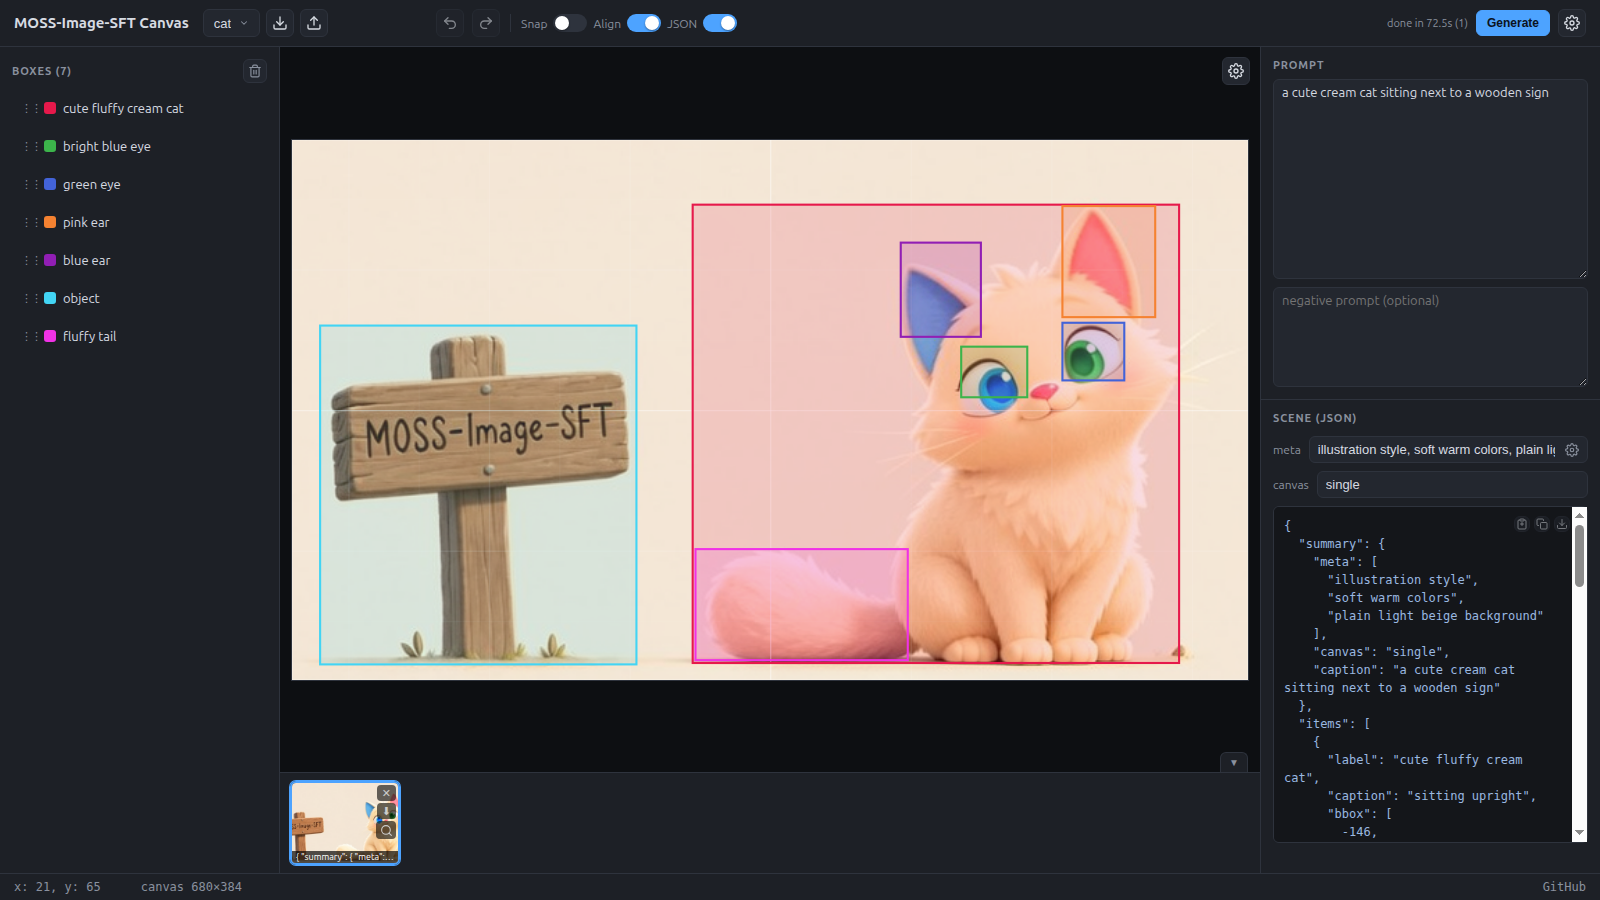 MOSS-Image-SFT Canvas
cat
Snap
Align
JSON
done in 72.5s (1)
Generate
BOXES (7)
cute fluffy cream cat
bright blue eye
green eye
pink ear
blue ear
object
fluffy tail
MOSS-Image-SFT
{"summary": {"meta":...
PROMPT
a cute cream cat sitting next to a wooden sign
negative prompt (optional)
SCENE (JSON)
meta
illustration style, soft warm colors, plain
canvas
single
{
"summary": {
"meta": [
"illustration style",
"soft warm colors",
"plain light beige background"
],
"canvas": "single",
"caption": "a cute cream cat
sitting next to a wooden sign"
},
"items": [
{
"label": "cute fluffy cream
cat",
"caption": "sitting upright",
"bbox": [
-146,
x: 21, y: 65
canvas 680×384
GitHub